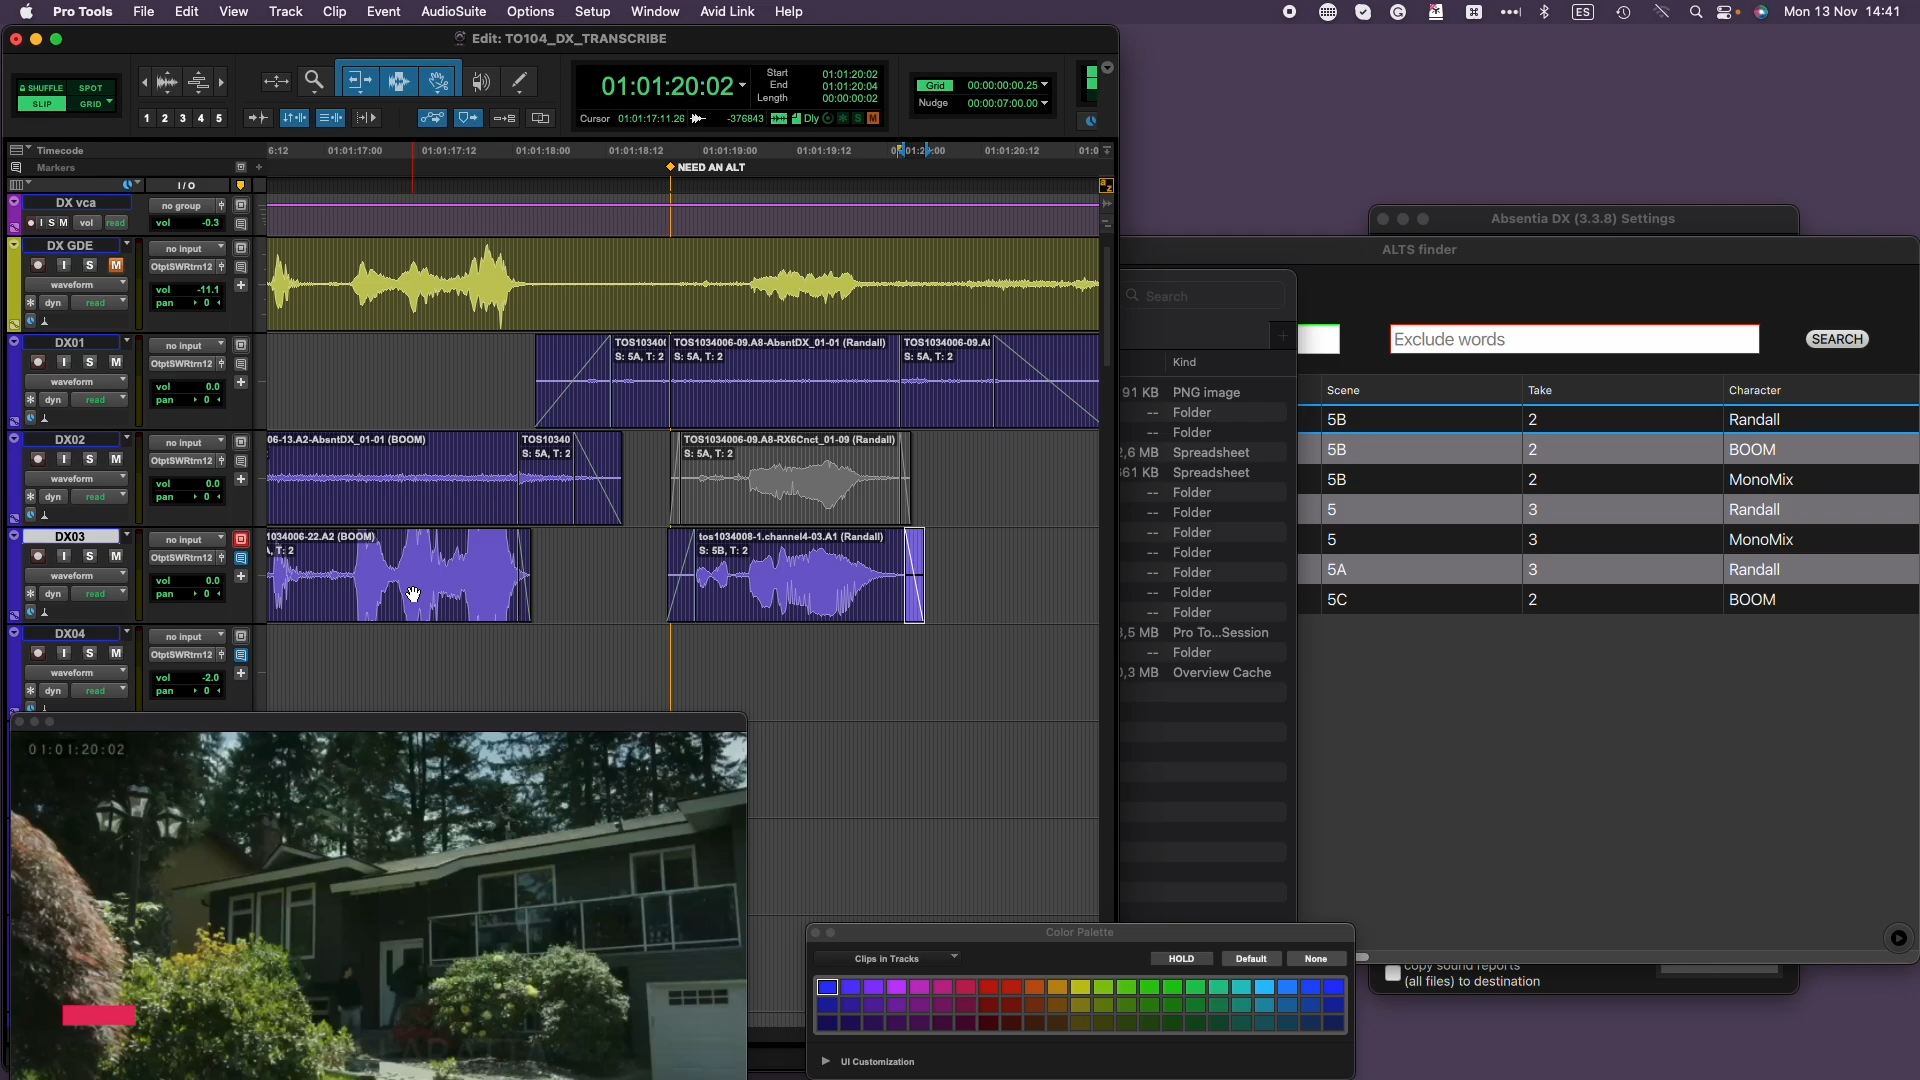 Pro Tools File Edit View Track Clip Event AudioSuite Options Setup Window Avid Link Help
ES Mon 13 Nov 14:41
Edit: TO104_DX_TRANSCRIBE
SHUFFLE SPOT
SLIP GRID
1 2 3 4 5
01:01:20:02
Start 01:01:20:02
End 01:01:20:04
Length 00:00:00:02
Cursor 01:01:17:11.26 -376843 Dly S M
Grid 00:00:00:00.25
Nudge 00:00:07:00.00
Timecode
6:12 01:01:17:00 01:01:17:12 01:01:18:00 01:01:18:12 01:01:19:00 01:01:19:12 01:01:20:12 01:0
Markers
NEED AN ALT
I / O
a z
DX vca
no group
I S M vol read
vol -0.3
DX GDE
no input
I S M
OtptSWRtrn12
waveform
vol -11.1
dyn read
pan 0
DX01
no input
I S M
OtptSWRtrn12
waveform
vol 0.0
dyn read
pan 0
TOS10340( TOS1034006-09.A8-AbsntDX_01-01 (Randall) TOS1034006-09.A
S: 5A, T: 2 S: 5A, T: 2 S: 5A, T: 2
DX02
no input
I S M
OtptSWRtrn12
waveform
vol 0.0
dyn read
pan 0
06-13.A2-AbsntDX_01-01 (BOOM) TOS10340 TOS1034006-09.A8-RX6Cnct_01-09 (Randall)
S: 5A, T: 2 S: 5A, T: 2
DX03
no input
I S M
OtptSWRtrn12
waveform
vol 0.0
dyn read
pan 0
1034006-22.A2 (BOOM) tos1034008-1.channel4-03.A1 (Randall)
, T: 2 S: 5B, T: 2
DX04
no input
I S M
OtptSWRtrn12
waveform
vol -2.0
dyn read
pan 0
01:01:20:02
Absentia DX (3.3.8) Settings
ALTS finder
Search
Exclude words
SEARCH
Kind
91 KB PNG image
-- Folder
-- Folder
2,6 MB Spreadsheet
661 KB Spreadsheet
-- Folder
-- Folder
-- Folder
-- Folder
-- Folder
-- Folder
-- Folder
3,5 MB Pro To...Session
-- Folder
0,3 MB Overview Cache
Scene Take Character
5B 2 Randall
5B 2 BOOM
5B 2 MonoMix
5 3 Randall
5 3 MonoMix
5A 3 Randall
5C 2 BOOM
copy sound reports
(all files) to destination
Color Palette
Clips in Tracks HOLD Default None
UI Customization